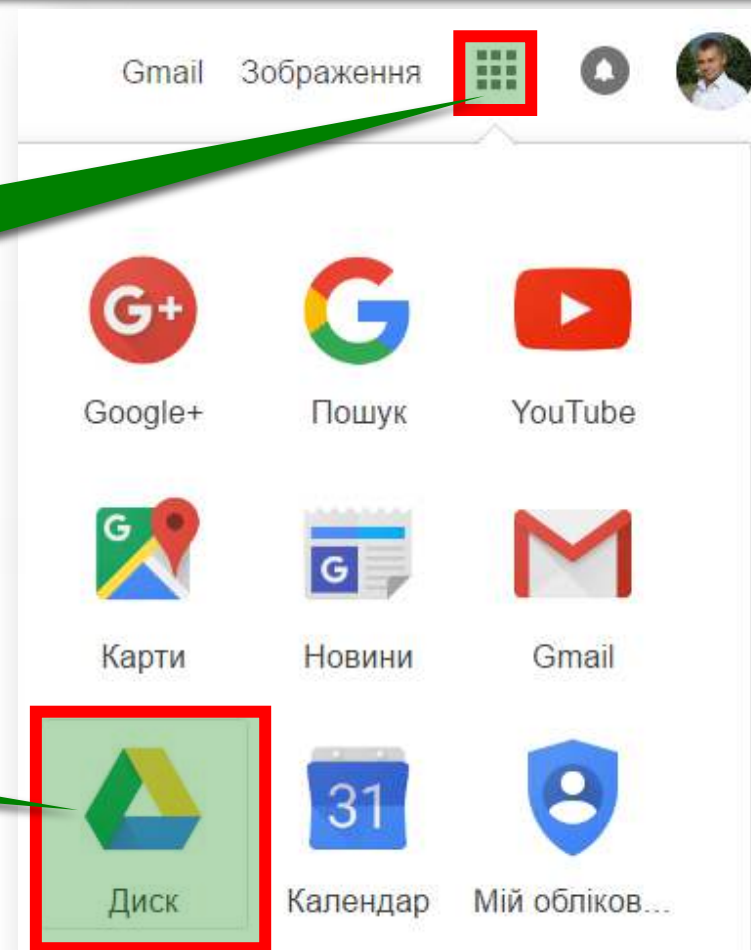 Gmail Зображення
G+
Google+ Пошук YouTube
G
G
Карти Новини Gmail
31
Диск Календар Мій обліков...